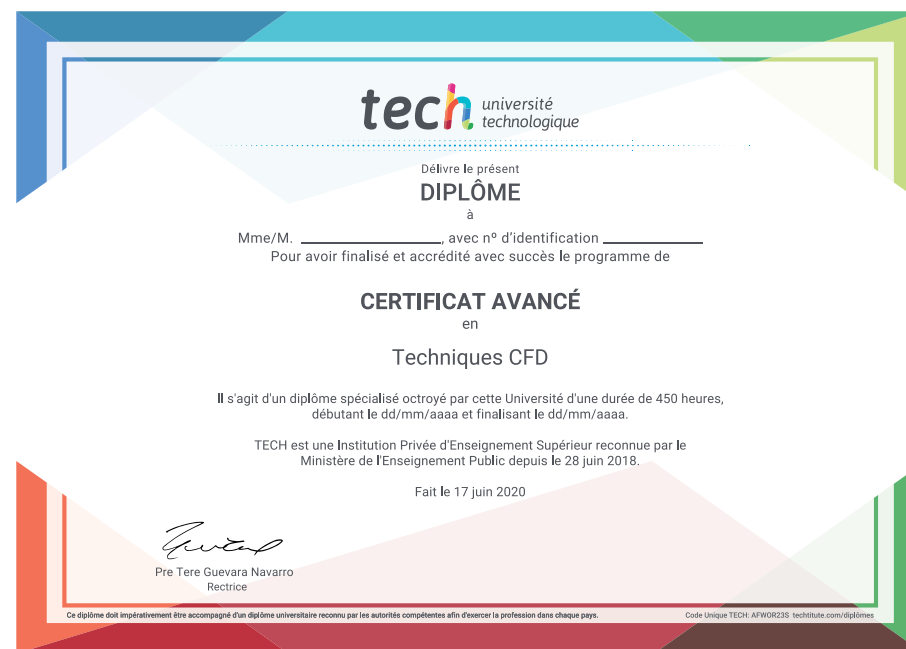 tech université
technologique
Délivre le présent
DIPLÔME
à
Mme/M. ____________________, avec nº d'identification ______________
Pour avoir finalisé et accrédité avec succès le programme de
CERTIFICAT AVANCÉ
en
Techniques CFD
Il s'agit d'un diplôme spécialisé octroyé par cette Université d'une durée de 450 heures,
débutant le dd/mm/aaaa et finalisant le dd/mm/aaaa.
TECH est une Institution Privée d'Enseignement Supérieur reconnue par le
Ministère de l'Enseignement Public depuis le 28 juin 2018.
Fait le 17 juin 2020
Pre Tere Guevara Navarro
Rectrice
Ce diplôme doit impérativement être accompagné d'un diplôme universitaire reconnu par les autorités compétentes afin d'exercer la profession dans chaque pays.
Code Unique TECH: AFWOR23S techtitute.com/diplômes